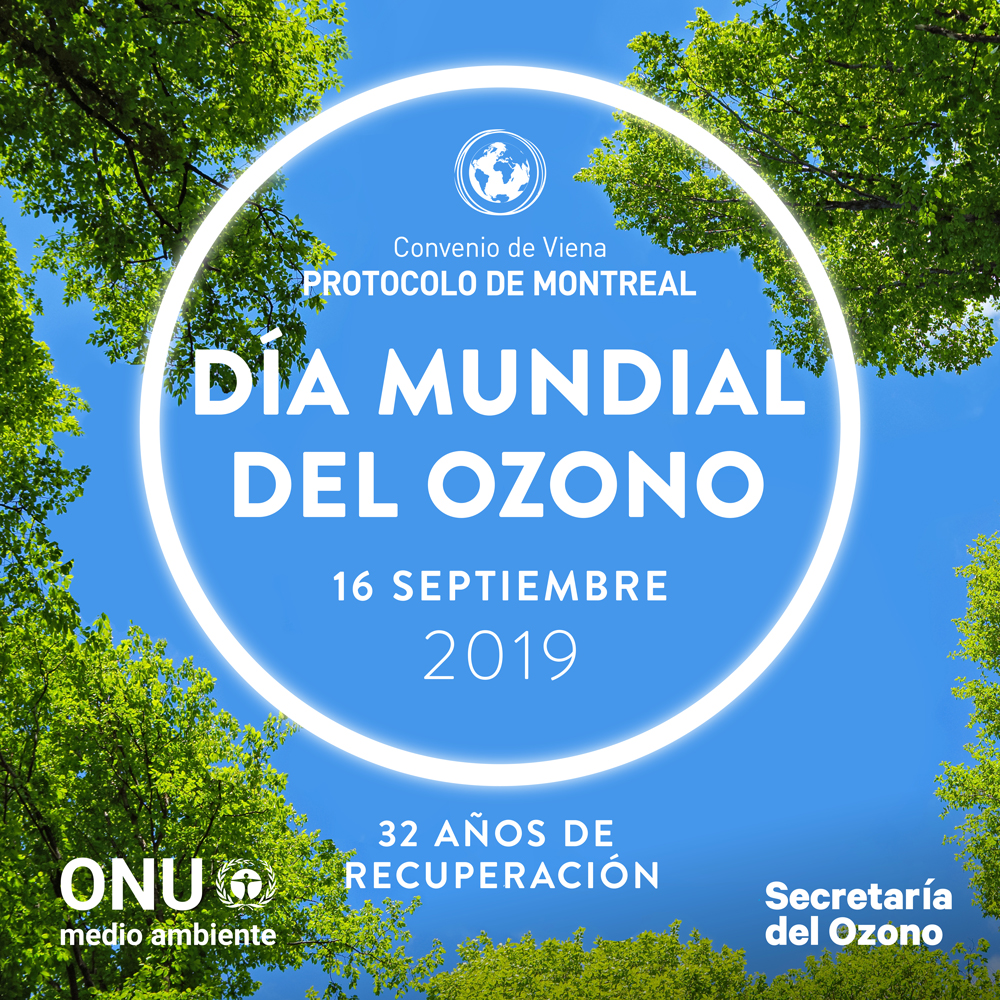 Convenio de Viena
PROTOCOLO DE MONTREAL
DÍA MUNDIAL
DEL OZONO
16 SEPTIEMBRE
2019
32 AÑOS DE
RECUPERACIÓN
ONU
medio ambiente
Secretaría
del Ozono